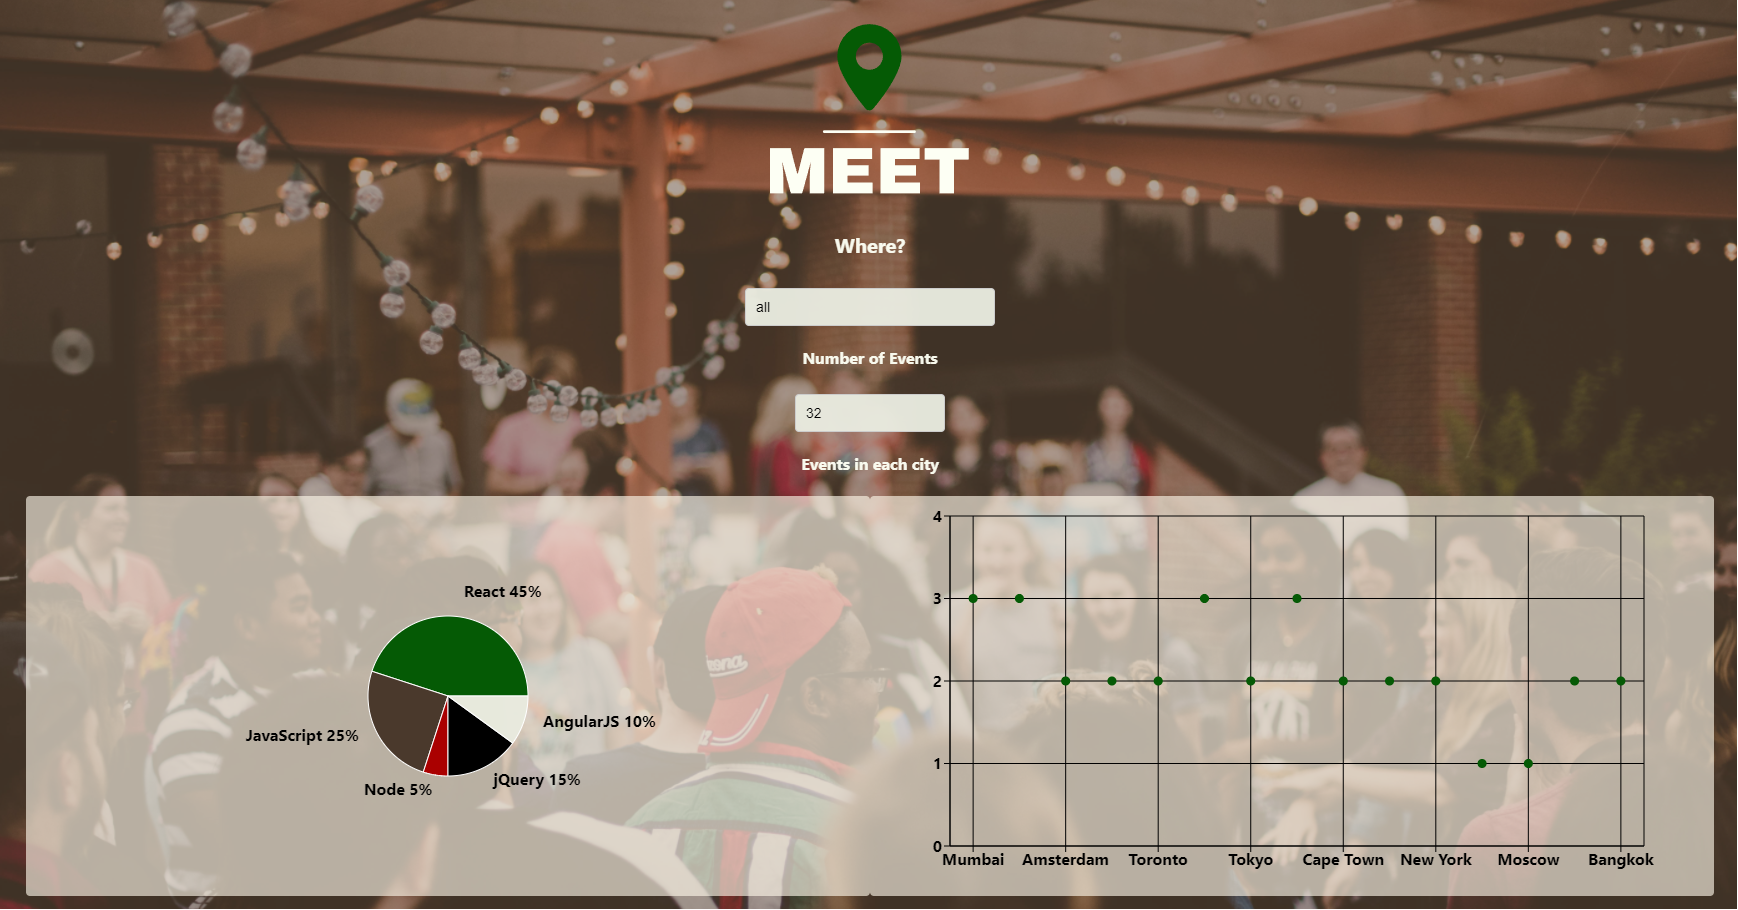 MEET
Where?
all
Number of Events
32
Events in each city
React 45%
AngularJS 10%
JavaScript 25%
jQuery 15%
Node 5%
4
3
2
1
0
Mumbai Amsterdam Toronto Tokyo Cape Town New York Moscow Bangkok